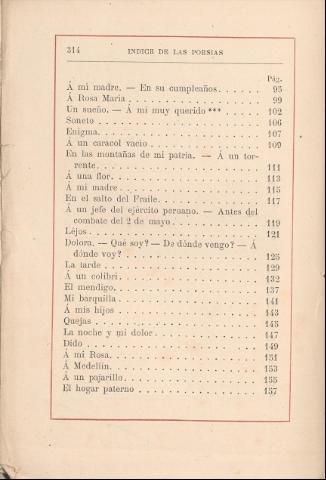 314 INDICE DE LAS POESIAS
Pág.
Á mi madre. — En su cumpleaños. . . . . . 95
Á Rosa Maria . . . . . . . . . . . . . . . 99
Un sueño. — Á mi muy querido *** . . . . . 102
Soneto . . . . . . . . . . . . . . . . . . 106
Enigma. . . . . . . . . . . . . . . . . . 107
Á un caracol vacio . . . . . . . . . . . . 109
En las montañas de mi patria. — Á un tor-
rente. . . . . . . . . . . . . . . . . . 111
Á una flor. . . . . . . . . . . . . . . . 113
Á mi madre . . . . . . . . . . . . . . . . 115
En el salto del Fraile. . . . . . . . . . 117
Á un jefe del ejército peruano. — Antes del
combate del 2 de mayo. . . . . . . . . . 119
Léjos . . . . . . . . . . . . . . . . . . 121
Dolora. — Qué soy? — De dónde vengo? — Á
dónde voy? . . . . . . . . . . . . . . . 125
La tarde . . . . . . . . . . . . . . . . . 129
Á un colibrí . . . . . . . . . . . . . . . 132
El mendigo. . . . . . . . . . . . . . . . 137
Mi barquilla . . . . . . . . . . . . . . . 141
Á mis hijos . . . . . . . . . . . . . . . 143
Quejas . . . . . . . . . . . . . . . . . . 145
La noche y mi dolor . . . . . . . . . . . 147
Dido . . . . . . . . . . . . . . . . . . . 149
Á mi Rosa. . . . . . . . . . . . . . . . . 151
Á Medellin. . . . . . . . . . . . . . . . 153
Á un pajarillo. . . . . . . . . . . . . . 155
El hogar paterno . . . . . . . . . . . . . 157